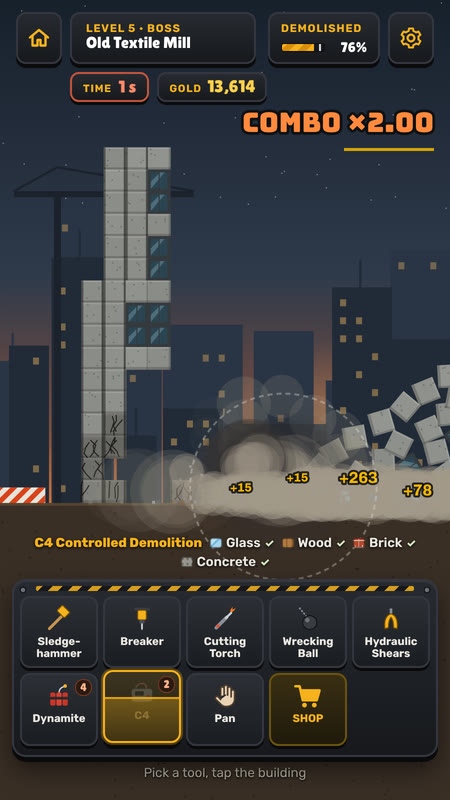 LEVEL 5 • BOSS
Old Textile Mill
DEMOLISHED
76%
TIME 1 s
GOLD 13,614
COMBO ×2.00
+15
+15
+263
+78
C4 Controlled Demolition Glass ✓ Wood ✓ Brick ✓
Concrete ✓
Sledge-
hammer
Breaker
Cutting
Torch
Wrecking
Ball
Hydraulic
Shears
4
Dynamite
2
C4
Pan
SHOP
Pick a tool, tap the building